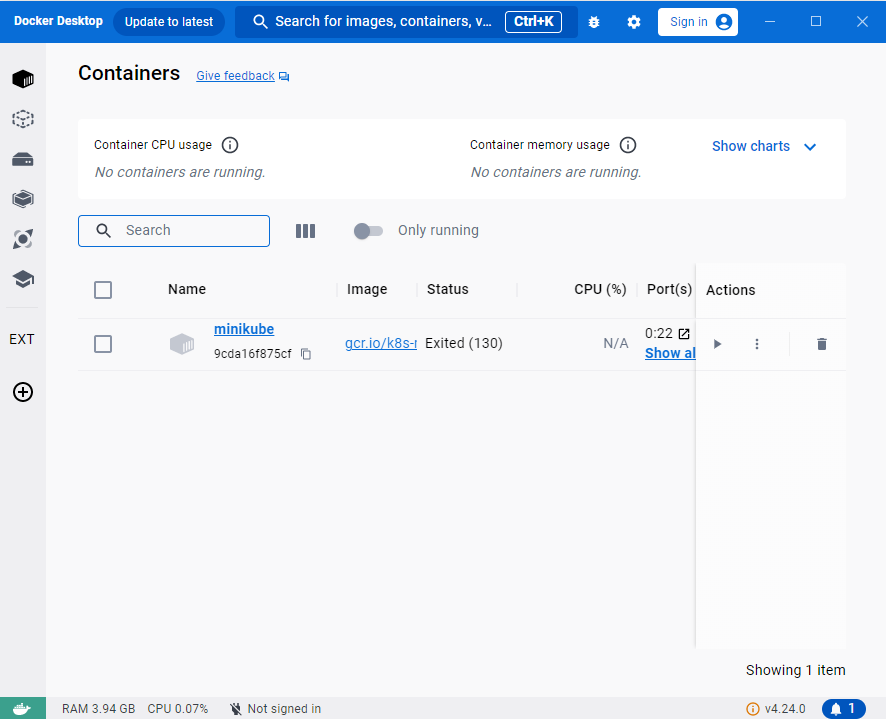 Docker Desktop Update to latest Search for images, containers, v... Ctrl+K Sign in
Containers Give feedback
Container CPU usage Container memory usage Show charts
No containers are running. No containers are running.
Search Only running
Name Image Status CPU (%) Port(s) Actions
minikube
9cda16f875cf
gcr.io/k8s-r Exited (130) N/A
0:22
Show al
EXT
Showing 1 item
RAM 3.94 GB CPU 0.07% Not signed in v4.24.0 1